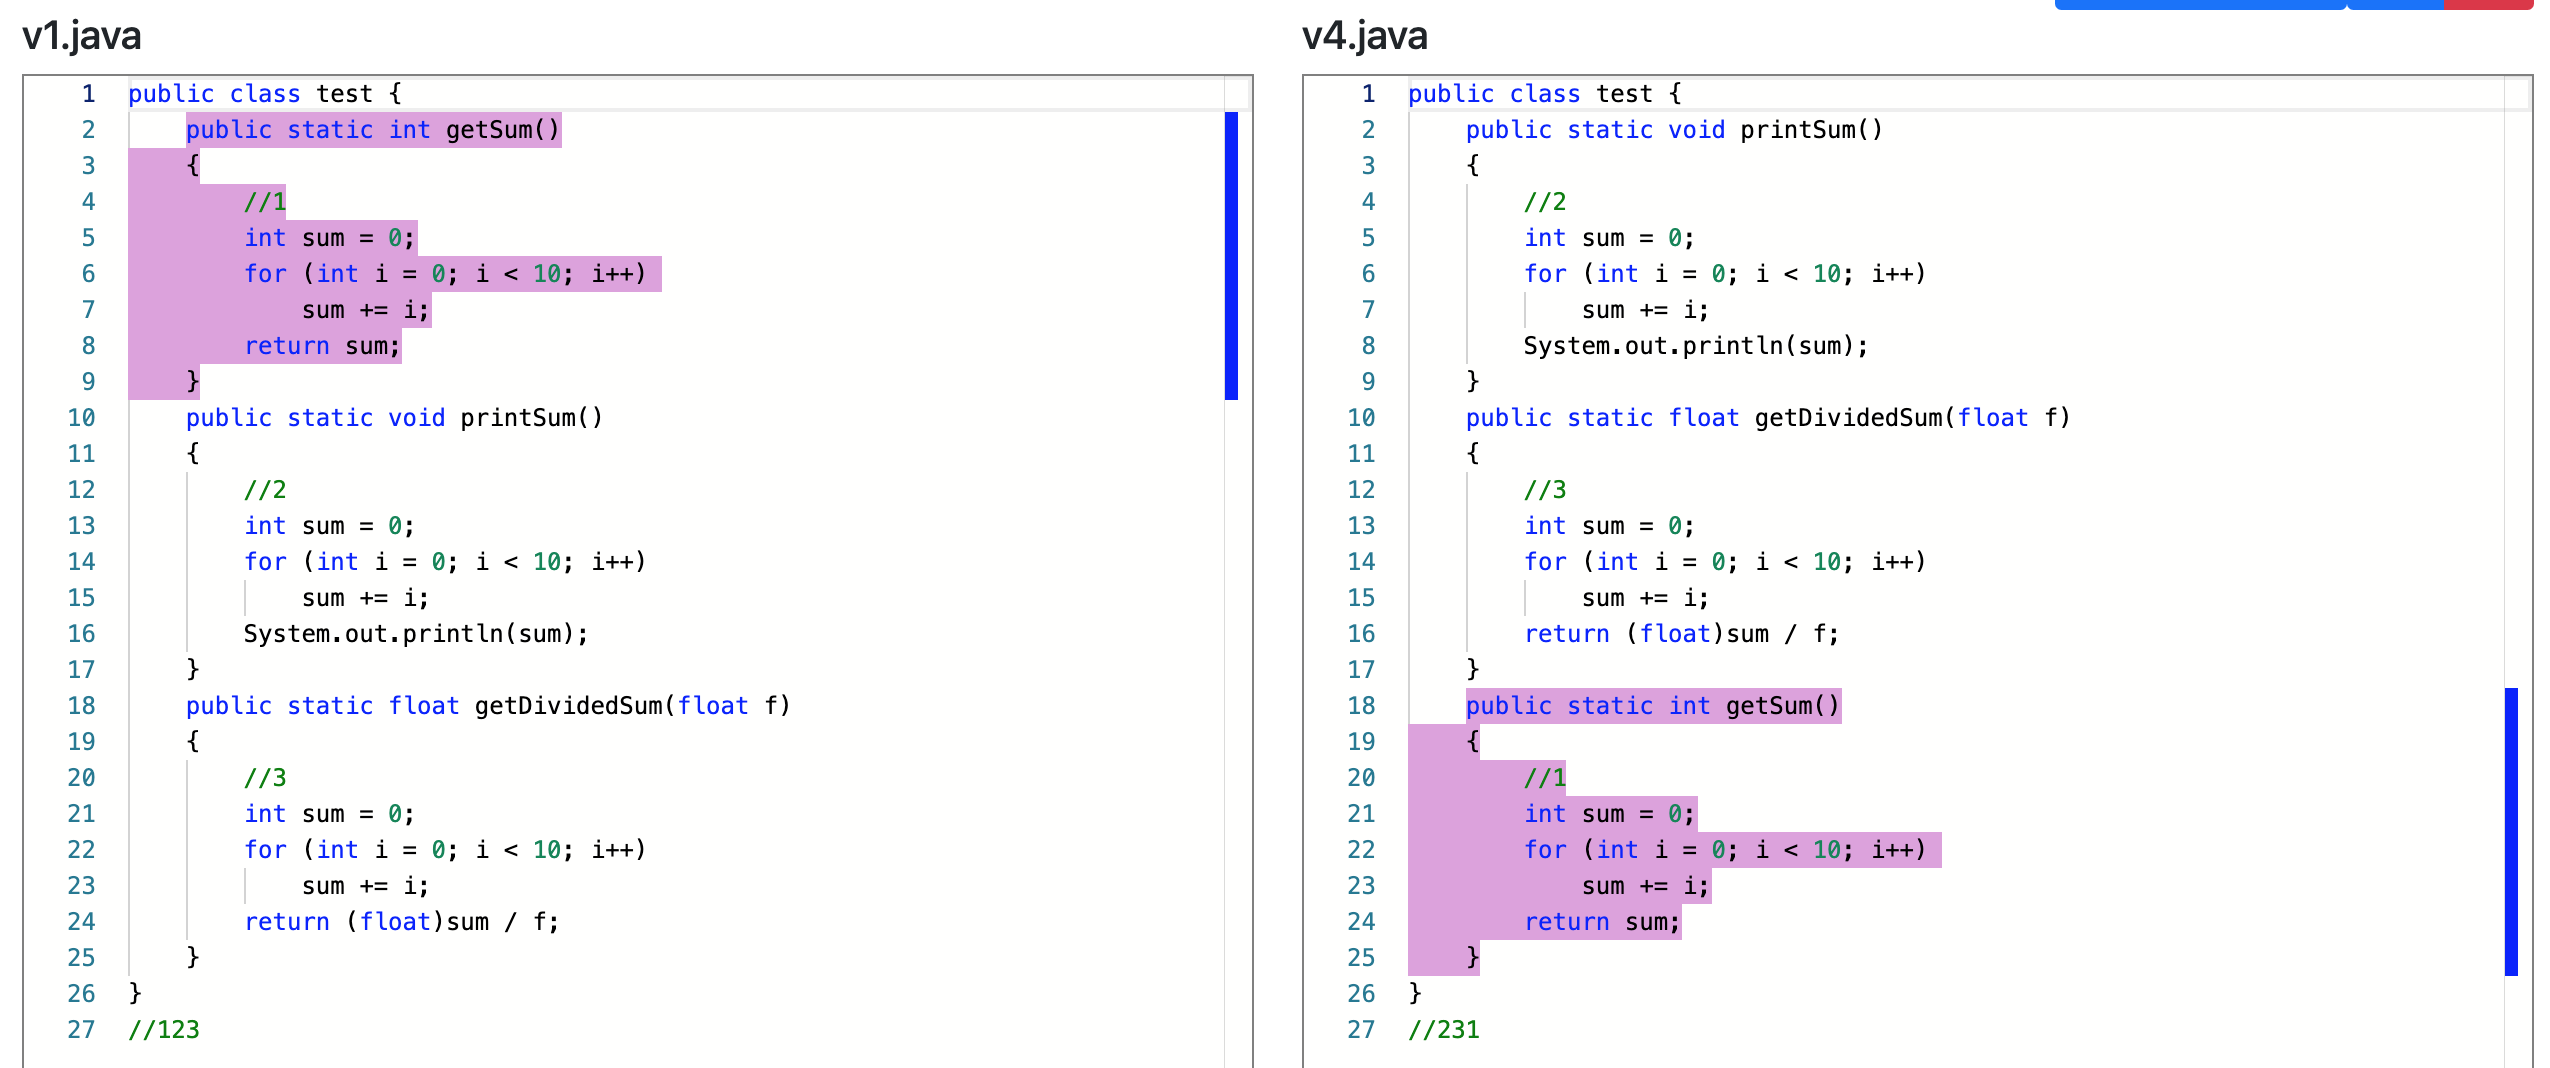 v1.java
1 public class test {
2     public static int getSum()
3     {
4         //1
5         int sum = 0;
6         for (int i = 0; i < 10; i++)
7             sum += i;
8         return sum;
9     }
10     public static void printSum()
11     {
12         //2
13         int sum = 0;
14         for (int i = 0; i < 10; i++)
15             sum += i;
16         System.out.println(sum);
17     }
18     public static float getDividedSum(float f)
19     {
20         //3
21         int sum = 0;
22         for (int i = 0; i < 10; i++)
23             sum += i;
24         return (float)sum / f;
25     }
26 }
27 //123
v4.java
1 public class test {
2     public static void printSum()
3     {
4         //2
5         int sum = 0;
6         for (int i = 0; i < 10; i++)
7             sum += i;
8         System.out.println(sum);
9     }
10     public static float getDividedSum(float f)
11     {
12         //3
13         int sum = 0;
14         for (int i = 0; i < 10; i++)
15             sum += i;
16         return (float)sum / f;
17     }
18     public static int getSum()
19     {
20         //1
21         int sum = 0;
22         for (int i = 0; i < 10; i++)
23             sum += i;
24         return sum;
25     }
26 }
27 //231